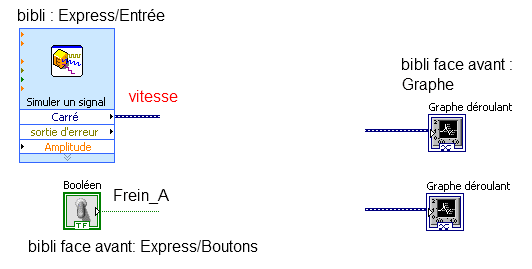 bibli : Express/Entrée
Simuler un signal
Carré
sortie d'erreur
Amplitude
vitesse
Booléen
TF
Frein_A
bibli face avant: Express/Boutons
bibli face avant :
Graphe
Graphe déroulant
Graphe déroulant